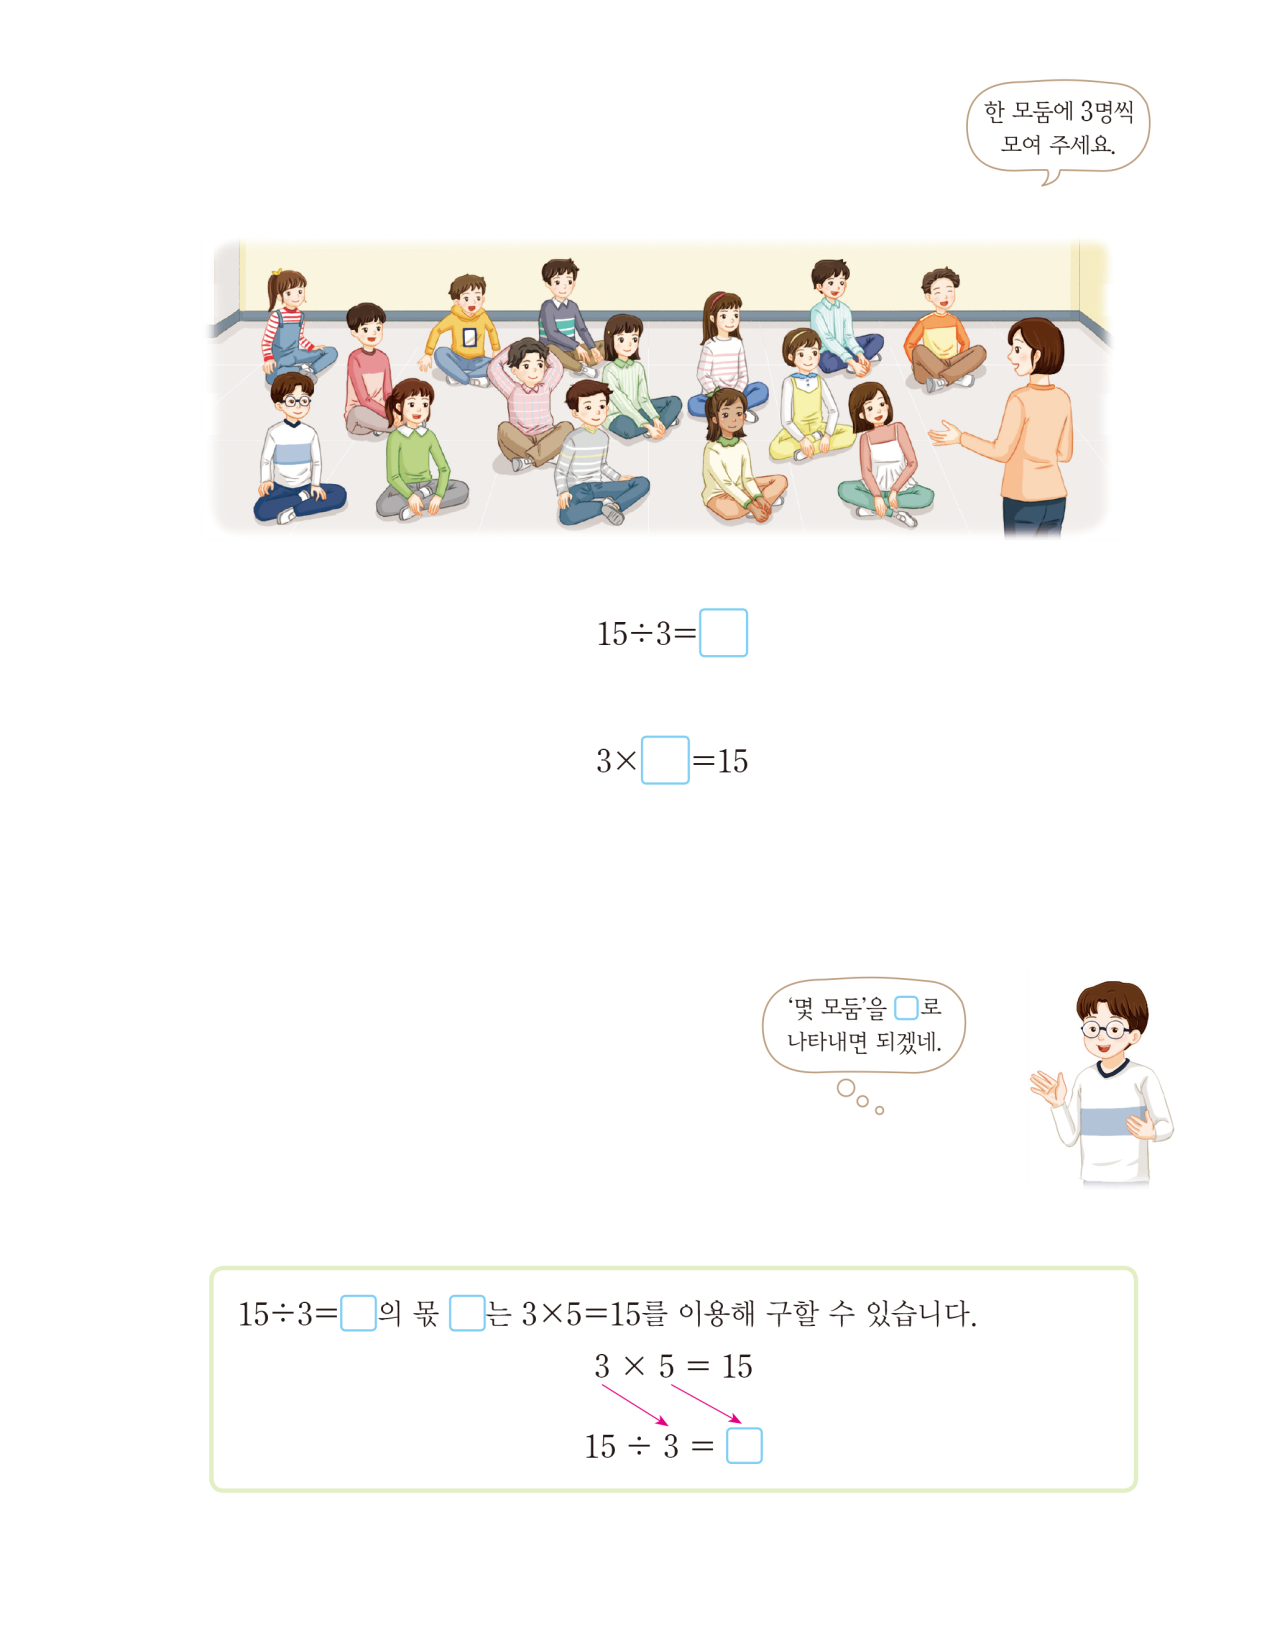 한 모둠에 3명씩
모여 주세요.
15÷3=□
3×□=15
‘몇 모둠’을 □로
나타내면 되겠네.
15÷3=□의 몫 □는 3×5=15를 이용해 구할 수 있습니다.
3 × 5 = 15
15 ÷ 3 = □